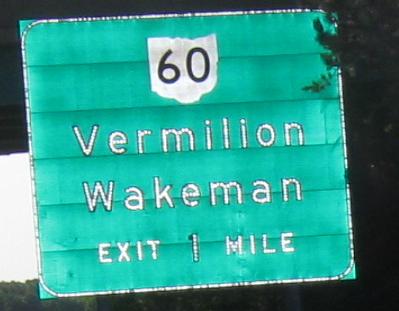 60
Vermilion
Wakeman
EXIT 1 MILE